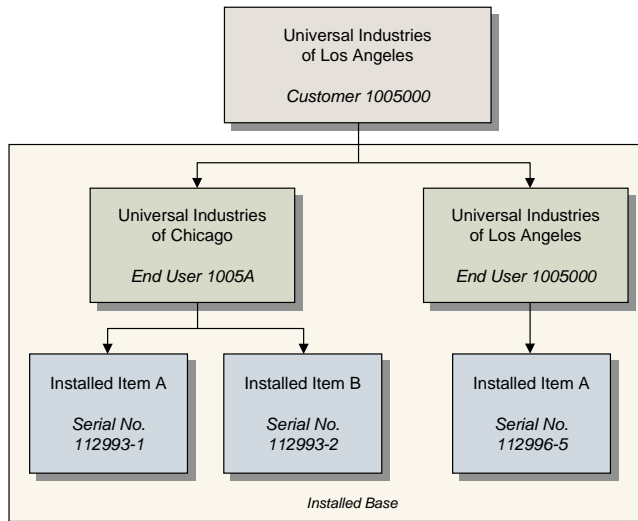 Universal Industries
of Los Angeles
Customer 1005000
Universal Industries
of Chicago
End User 1005A
Universal Industries
of Los Angeles
End User 1005000
Installed Item A
Serial No.
112993-1
Installed Item B
Serial No.
112993-2
Installed Item A
Serial No.
112996-5
Installed Base